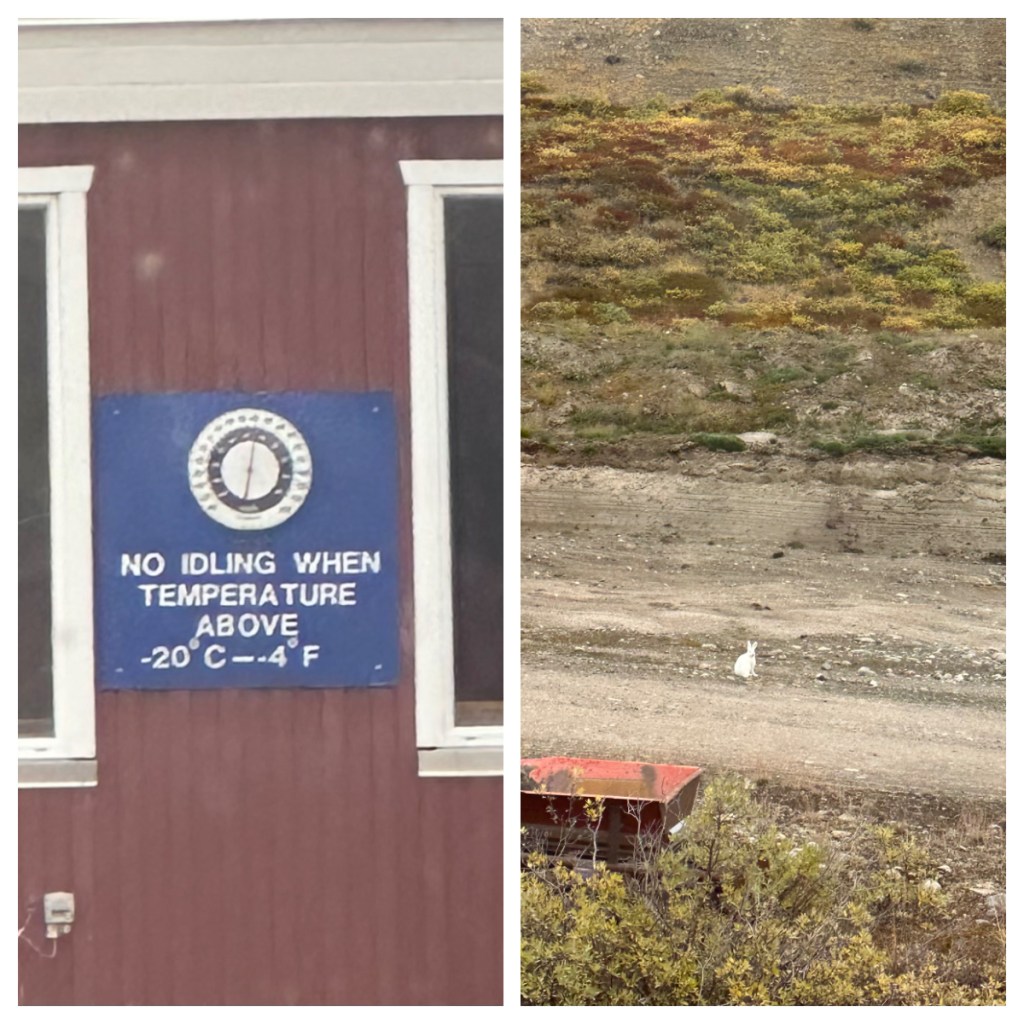 NO IDLING WHEN
TEMPERATURE
ABOVE
-20°C—-4°F